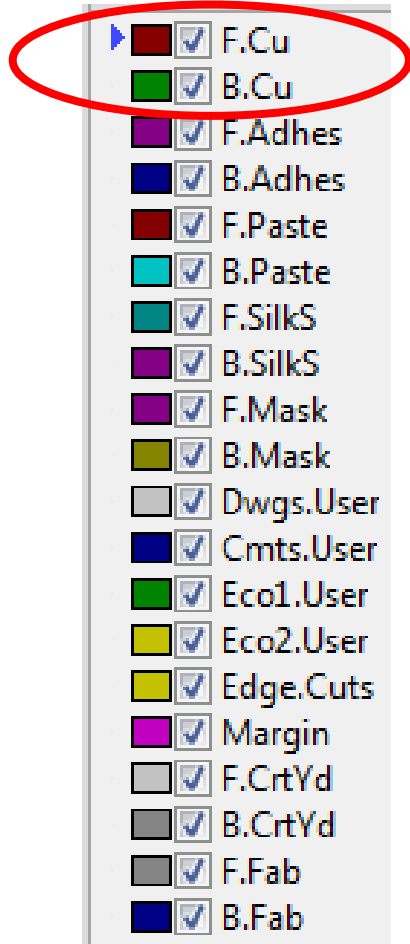 F.Cu
B.Cu
F.Adhes
B.Adhes
F.Paste
B.Paste
F.SilkS
B.SilkS
F.Mask
B.Mask
Dwgs.User
Cmts.User
Eco1.User
Eco2.User
Edge.Cuts
Margin
F.CrtYd
B.CrtYd
F.Fab
B.Fab